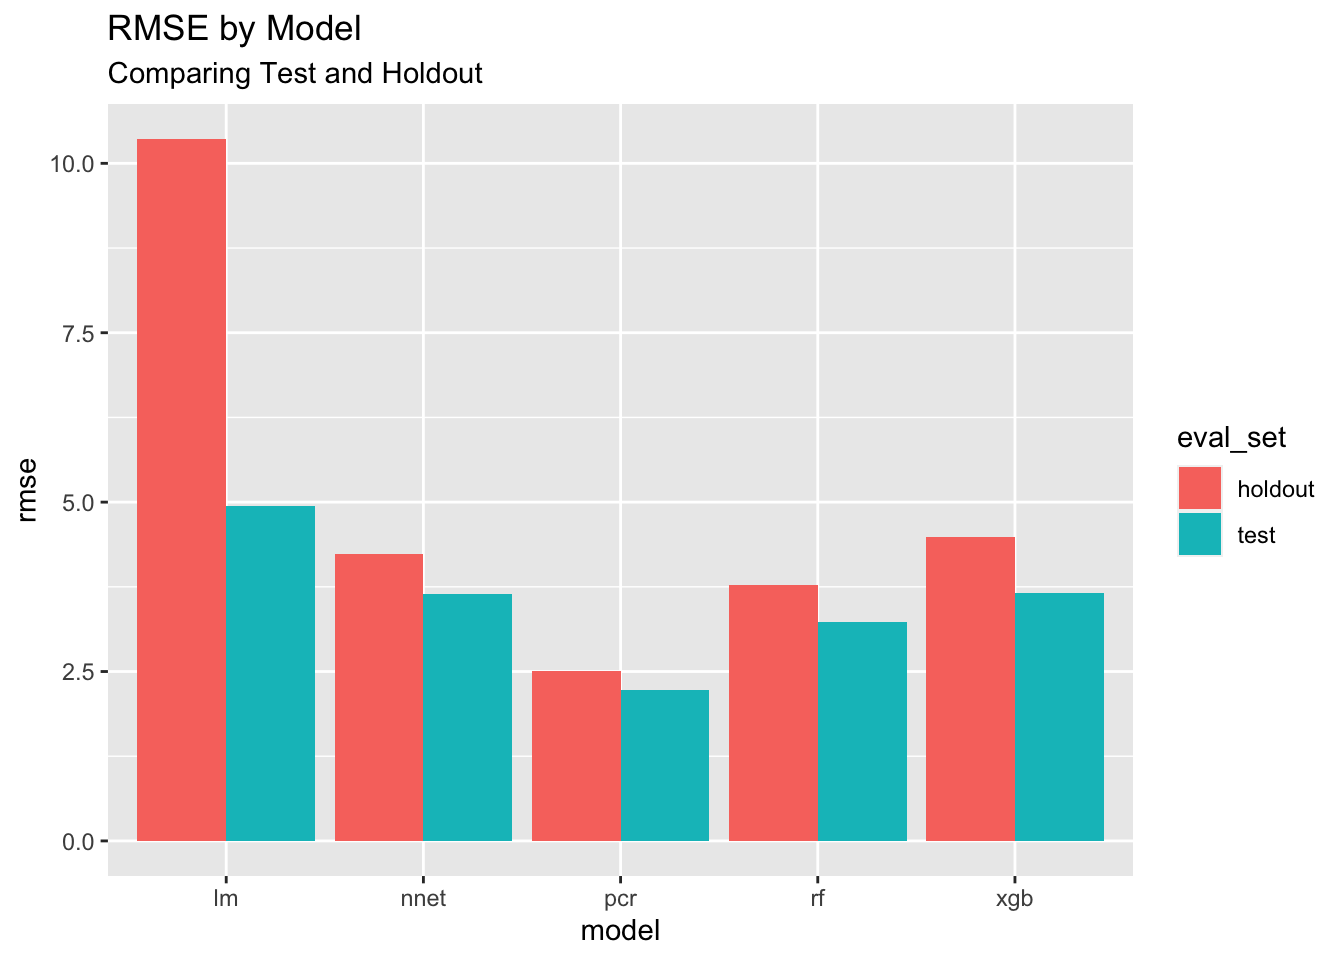 RMSE by Model
Comparing Test and Holdout
rmse
10.0
7.5
5.0
2.5
0.0
lm
nnet
pcr
rf
xgb
model
eval_set
holdout
test